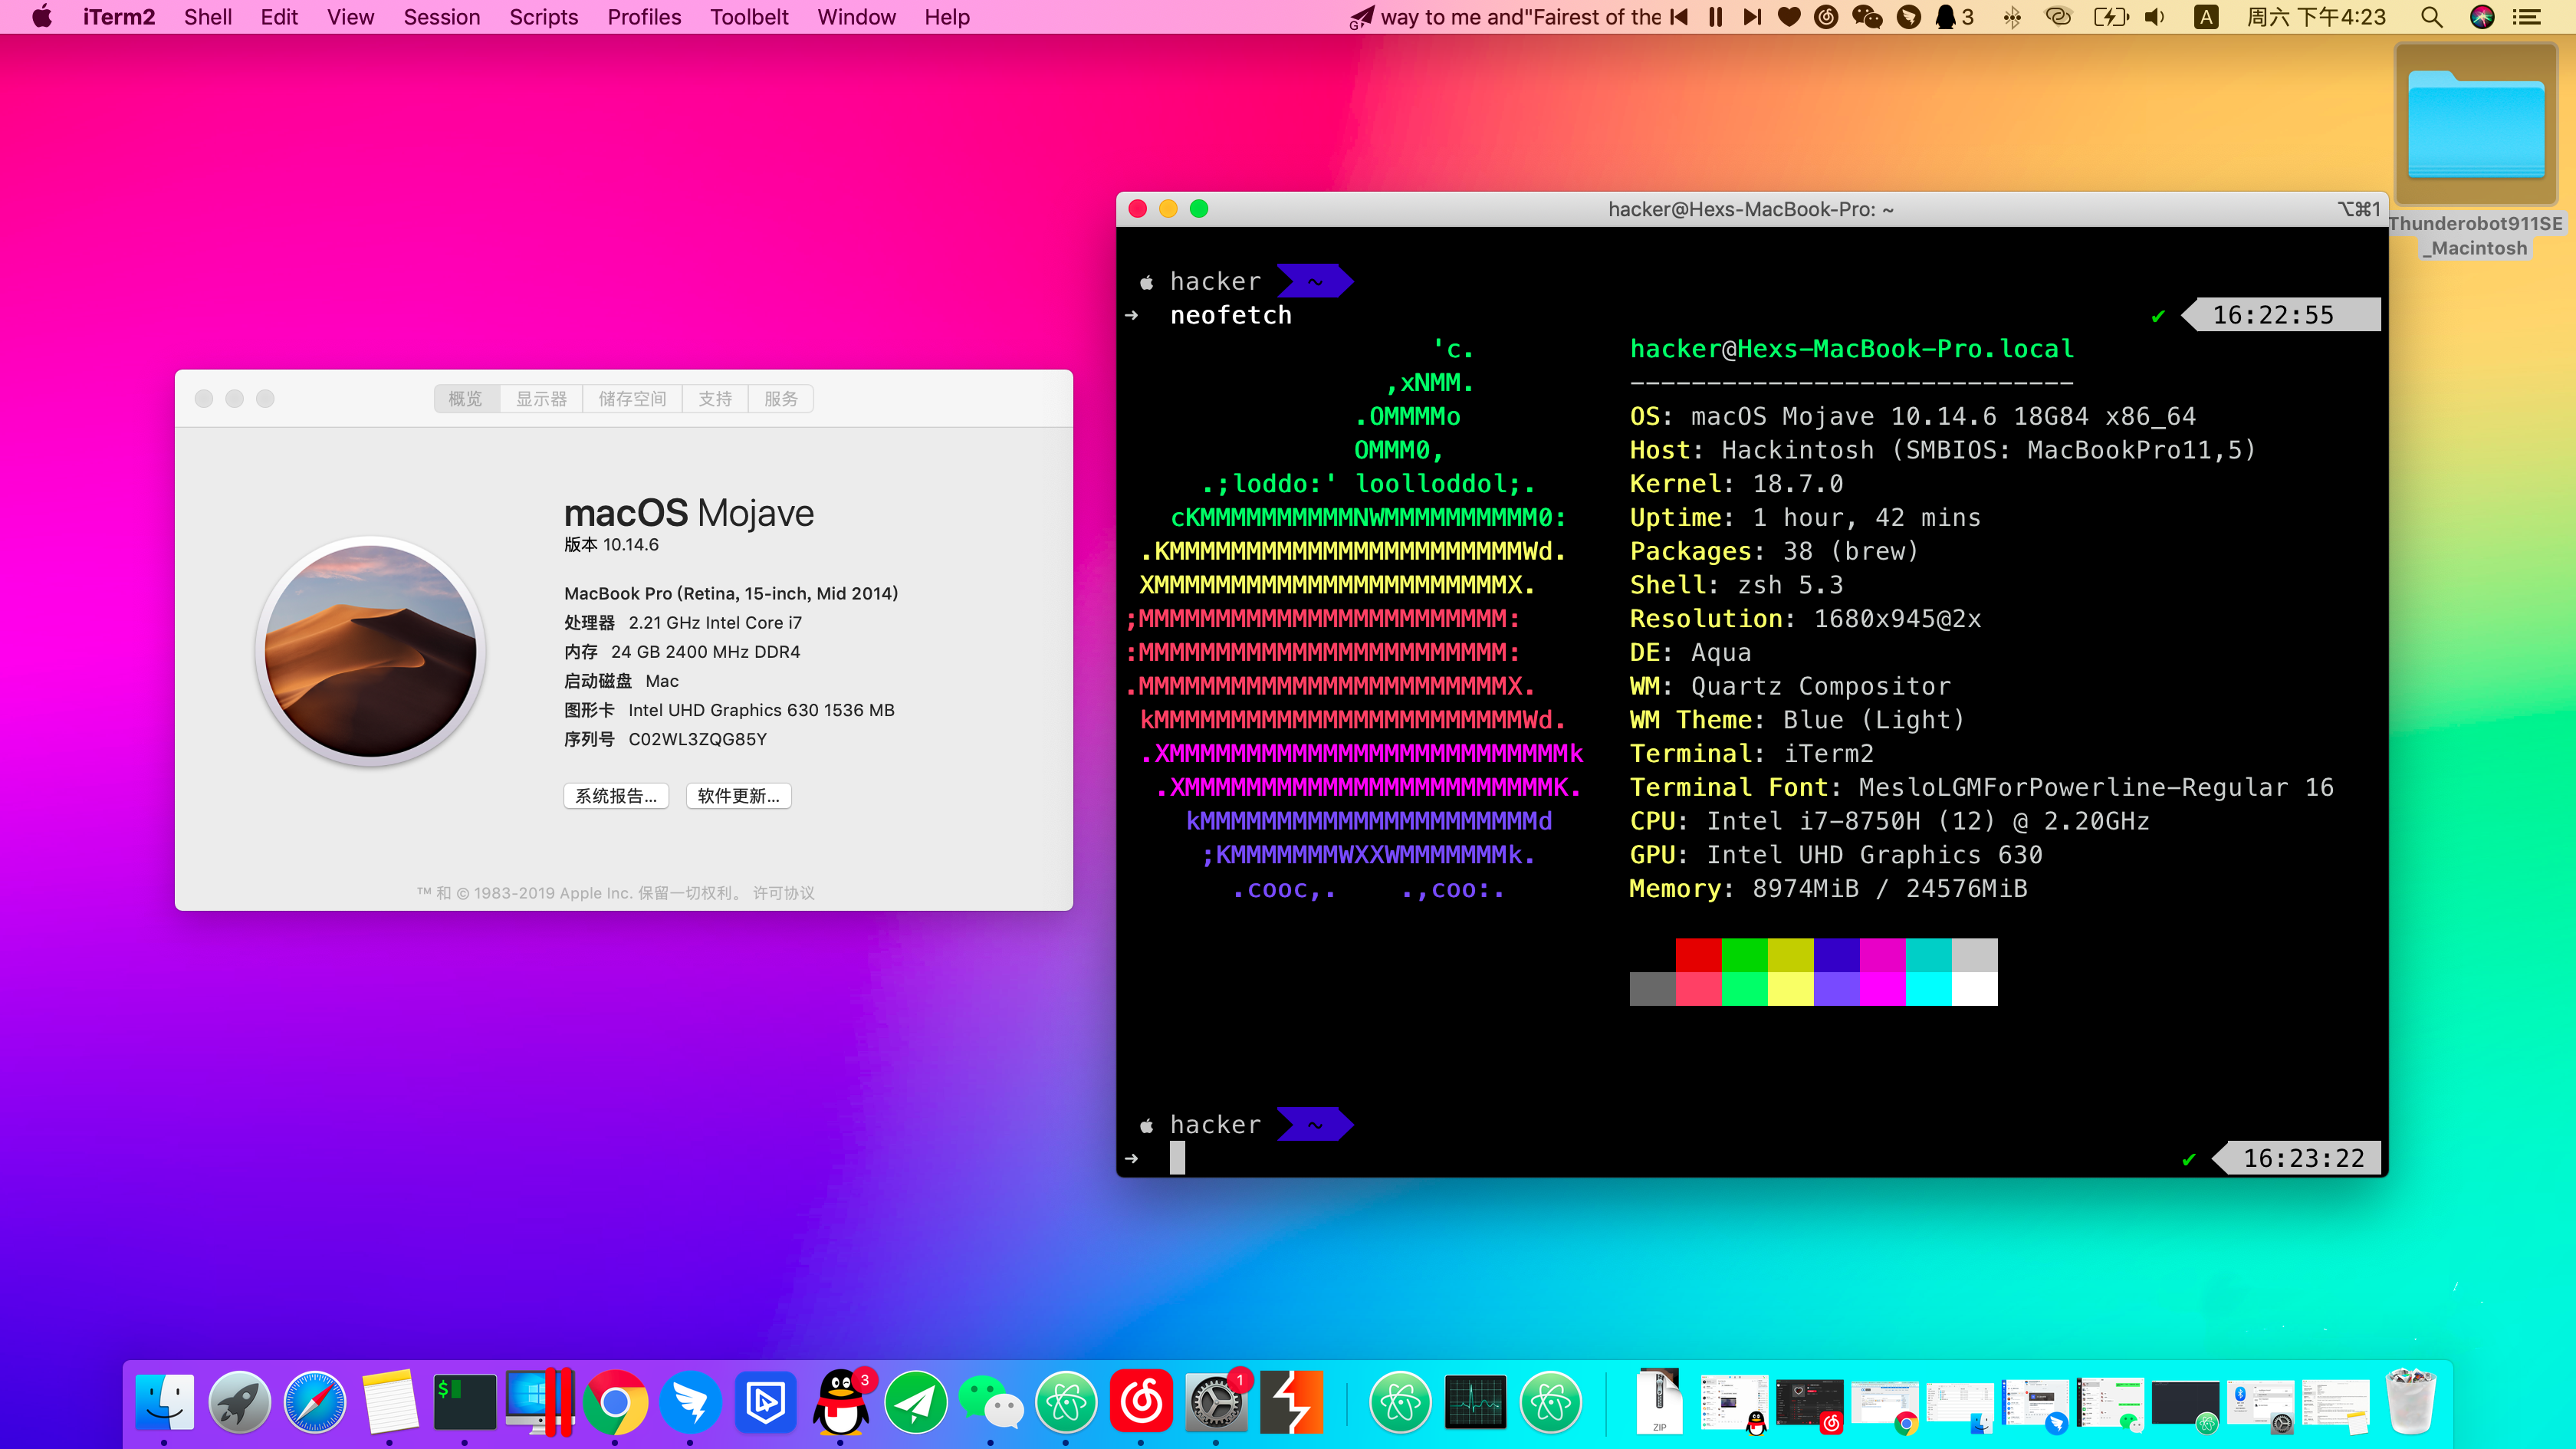 iTerm2 Shell Edit View Session Scripts Profiles Toolbelt Window Help
way to me and"Fairest of the
3
A
周六 下午4:23
Thunderobot911SE
_Macintosh
概览 显示器 储存空间 支持 服务
macOS Mojave
版本 10.14.6
MacBook Pro (Retina, 15-inch, Mid 2014)
处理器 2.21 GHz Intel Core i7
内存 24 GB 2400 MHz DDR4
启动磁盘 Mac
图形卡 Intel UHD Graphics 630 1536 MB
序列号 C02WL3ZQG85Y
系统报告... 软件更新...
™ 和 © 1983-2019 Apple Inc. 保留一切权利。 许可协议
hacker@Hexs-MacBook-Pro: ~ ⌥⌘1
hacker ~
➜ neofetch ✔ 16:22:55
'c. hacker@Hexs-MacBook-Pro.local
,xNMM. -----------------------------
.OMMMMo OS: macOS Mojave 10.14.6 18G84 x86_64
OMMM0, Host: Hackintosh (SMBIOS: MacBookPro11,5)
.;loddo:' loolloddol;. Kernel: 18.7.0
cKMMMMMMMMMMNWMMMMMMMMMM0: Uptime: 1 hour, 42 mins
.KMMMMMMMMMMMMMMMMMMMMMMMWd. Packages: 38 (brew)
XMMMMMMMMMMMMMMMMMMMMMMMX. Shell: zsh 5.3
;MMMMMMMMMMMMMMMMMMMMMMMM: Resolution: 1680x945@2x
:MMMMMMMMMMMMMMMMMMMMMMMM: DE: Aqua
.MMMMMMMMMMMMMMMMMMMMMMMMX. WM: Quartz Compositor
kMMMMMMMMMMMMMMMMMMMMMMMMWd. WM Theme: Blue (Light)
.XMMMMMMMMMMMMMMMMMMMMMMMMMMk Terminal: iTerm2
.XMMMMMMMMMMMMMMMMMMMMMMMMK. Terminal Font: MesloLGMForPowerline-Regular 16
kMMMMMMMMMMMMMMMMMMMMMMd CPU: Intel i7-8750H (12) @ 2.20GHz
;KMMMMMMMWXXWMMMMMMMk. GPU: Intel UHD Graphics 630
.cooc,. .,coo:. Memory: 8974MiB / 24576MiB
hacker ~
➜ ✔ 16:23:22
$
3
1
ZIP